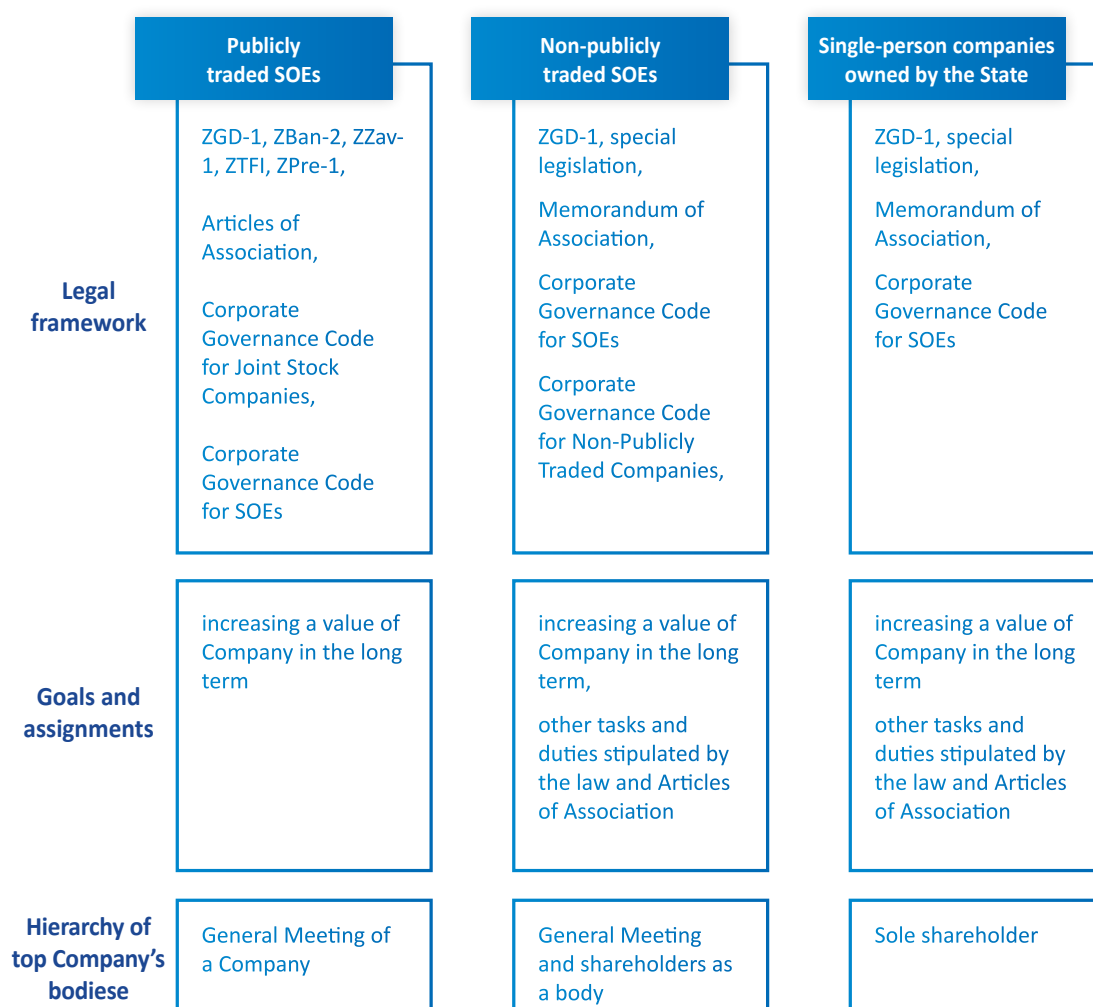 Publicly
traded SOEs
Non-publicly
traded SOEs
Single-person companies
owned by the State
Legal
framework
ZGD-1, ZBan-2, ZZav-
1, ZTFI, ZPre-1,
Articles of
Association,
Corporate
Governance Code
for Joint Stock
Companies,
Corporate
Governance Code
for SOEs
ZGD-1, special
legislation,
Memorandum of
Association,
Corporate
Governance Code
for SOEs
Corporate
Governance Code
for Non-Publicly
Traded Companies,
ZGD-1, special
legislation,
Memorandum of
Association,
Corporate
Governance Code
for SOEs
Goals and
assignments
increasing a value of
Company in the long
term
increasing a value of
Company in the long
term,
other tasks and
duties stipulated by
the law and Articles
of Association
increasing a value of
Company in the long
term
other tasks and
duties stipulated by
the law and Articles
of Association
Hierarchy of
top Company’s
bodiese
General Meeting of
a Company
General Meeting
and shareholders as
a body
Sole shareholder